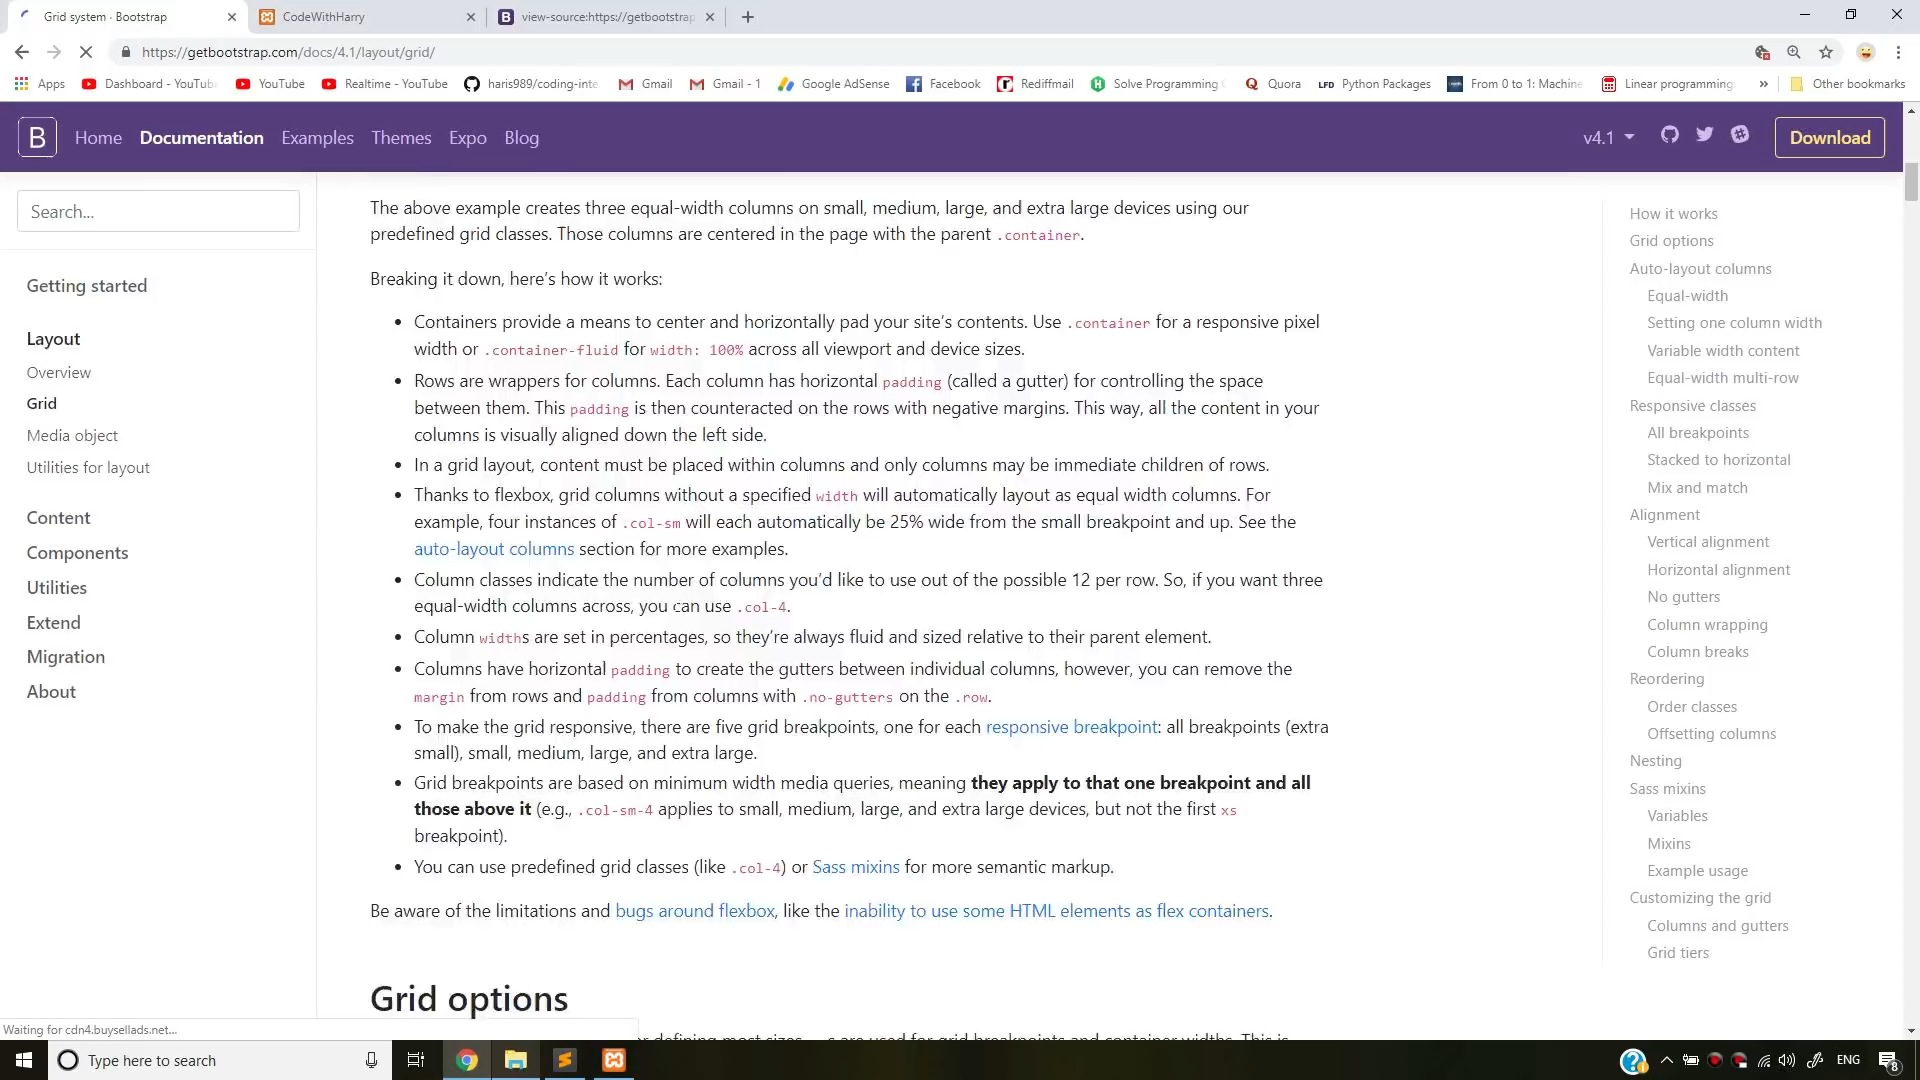 Grid system · Bootstrap
CodeWithHarry
view-source:https://getbootstrap
https://getbootstrap.com/docs/4.1/layout/grid/
Apps
Dashboard - YouTub
YouTube
Realtime - YouTube
haris989/coding-inte
Gmail
Gmail - 1
Google AdSense
Facebook
Rediffmail
Solve Programming
Quora
LFD Python Packages
From 0 to 1: Machine
Linear programming
»
Other bookmarks
B
Home
Documentation
Examples
Themes
Expo
Blog
v4.1
Download
Search...
Getting started
Layout
Overview
Grid
Media object
Utilities for layout
Content
Components
Utilities
Extend
Migration
About
The above example creates three equal-width columns on small, medium, large, and extra large devices using our
predefined grid classes. Those columns are centered in the page with the parent .container.
Breaking it down, here's how it works:
• Containers provide a means to center and horizontally pad your site's contents. Use .container for a responsive pixel
width or .container-fluid for width: 100% across all viewport and device sizes.
• Rows are wrappers for columns. Each column has horizontal padding (called a gutter) for controlling the space
between them. This padding is then counteracted on the rows with negative margins. This way, all the content in your
columns is visually aligned down the left side.
• In a grid layout, content must be placed within columns and only columns may be immediate children of rows.
• Thanks to flexbox, grid columns without a specified width will automatically layout as equal width columns. For
example, four instances of .col-sm will each automatically be 25% wide from the small breakpoint and up. See the
auto-layout columns section for more examples.
• Column classes indicate the number of columns you'd like to use out of the possible 12 per row. So, if you want three
equal-width columns across, you can use .col-4.
• Column widths are set in percentages, so they're always fluid and sized relative to their parent element.
• Columns have horizontal padding to create the gutters between individual columns, however, you can remove the
margin from rows and padding from columns with .no-gutters on the .row.
• To make the grid responsive, there are five grid breakpoints, one for each responsive breakpoint: all breakpoints (extra
small), small, medium, large, and extra large.
• Grid breakpoints are based on minimum width media queries, meaning they apply to that one breakpoint and all
those above it (e.g., .col-sm-4 applies to small, medium, large, and extra large devices, but not the first xs
breakpoint).
• You can use predefined grid classes (like .col-4) or Sass mixins for more semantic markup.
Be aware of the limitations and bugs around flexbox, like the inability to use some HTML elements as flex containers.
Grid options
How it works
Grid options
Auto-layout columns
Equal-width
Setting one column width
Variable width content
Equal-width multi-row
Responsive classes
All breakpoints
Stacked to horizontal
Mix and match
Alignment
Vertical alignment
Horizontal alignment
No gutters
Column wrapping
Column breaks
Reordering
Order classes
Offsetting columns
Nesting
Sass mixins
Variables
Mixins
Example usage
Customizing the grid
Columns and gutters
Grid tiers
Waiting for cdn4.buysellads.net...
Type here to search
ENG
8